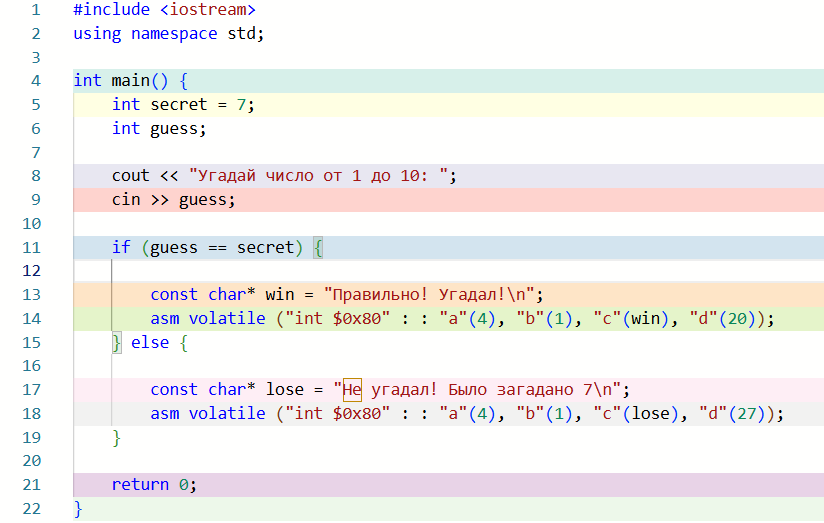 1 #include <iostream>
2 using namespace std;
3
4 int main() {
5     int secret = 7;
6     int guess;
7
8     cout << "Угадай число от 1 до 10: ";
9     cin >> guess;
10
11     if (guess == secret) {
12
13         const char* win = "Правильно! Угадал!\n";
14         asm volatile ("int $0x80" : : "a"(4), "b"(1), "c"(win), "d"(20));
15     } else {
16
17         const char* lose = "Не угадал! Было загадано 7\n";
18         asm volatile ("int $0x80" : : "a"(4), "b"(1), "c"(lose), "d"(27));
19     }
20
21     return 0;
22 }